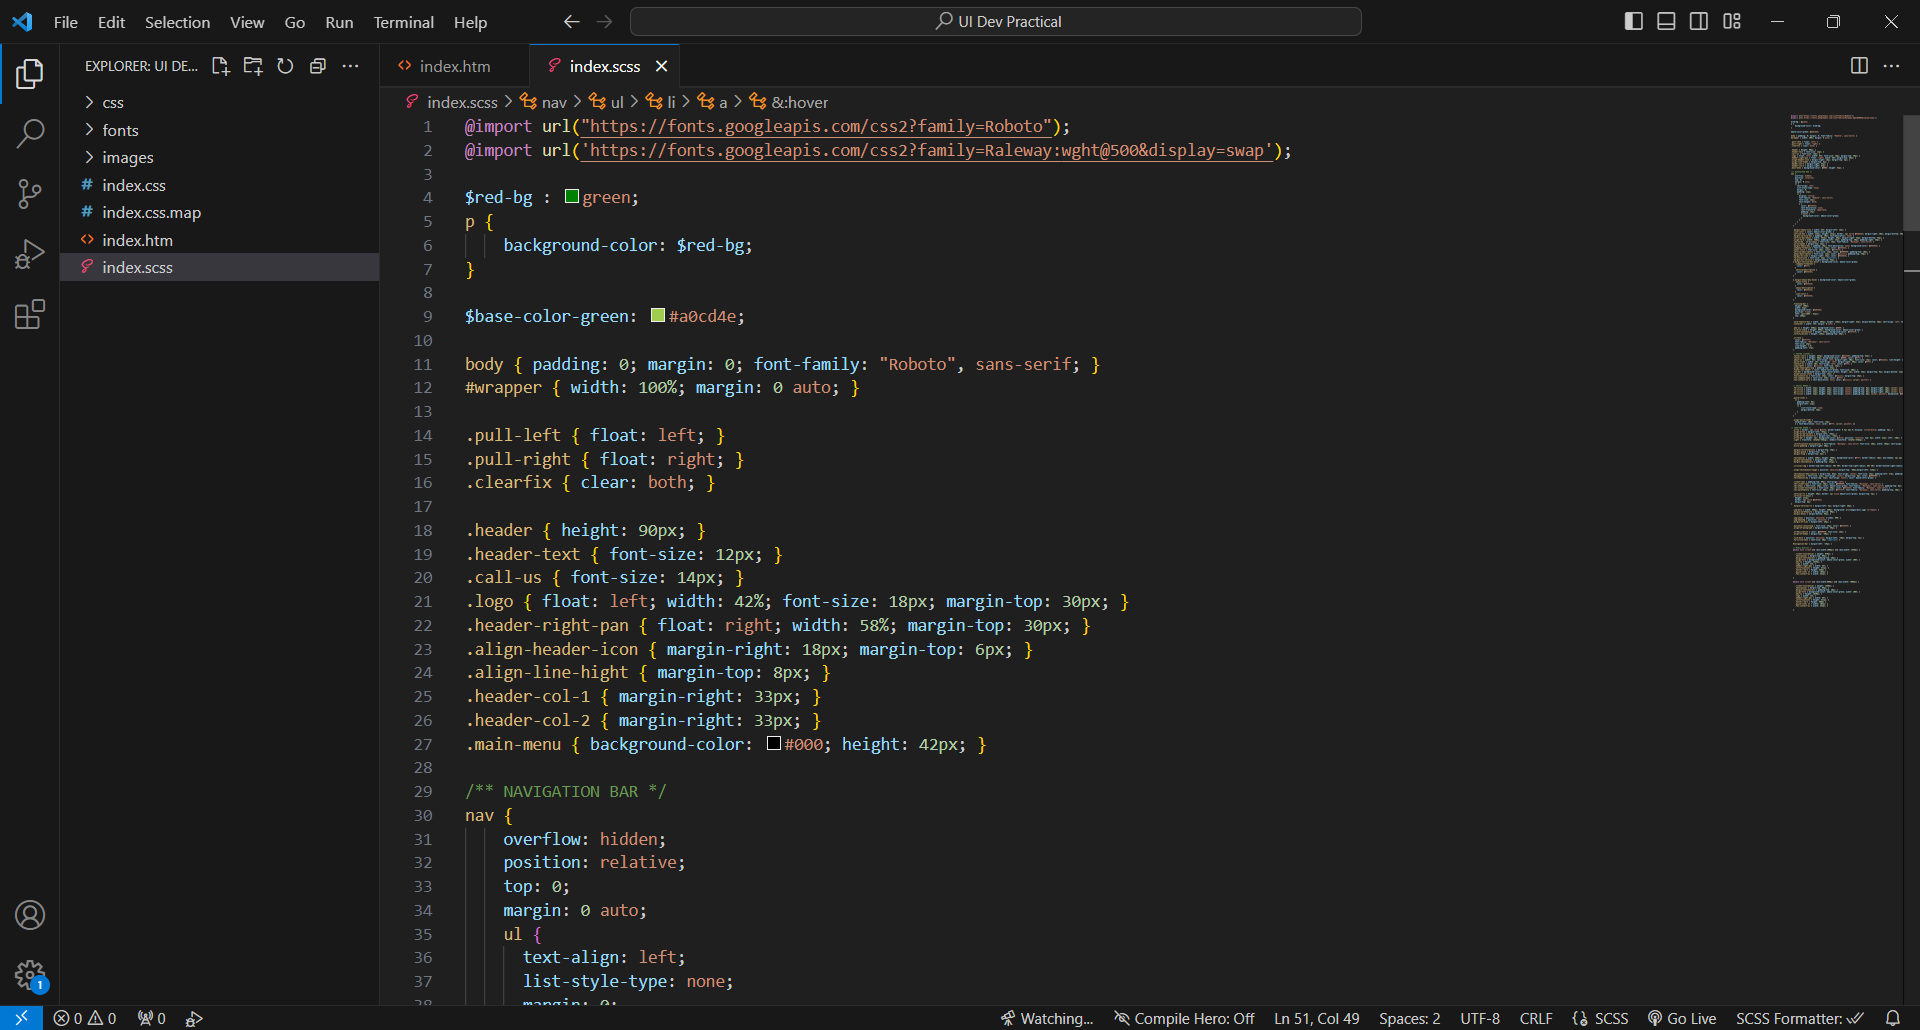 File Edit Selection View Go Run Terminal Help
UI Dev Practical
EXPLORER: UI DE...
css
fonts
images
index.css
index.css.map
index.htm
index.scss
index.htm
index.scss
index.scss > nav > ul > li > a > &:hover
1 @import url("https://fonts.googleapis.com/css2?family=Roboto");
2 @import url('https://fonts.googleapis.com/css2?family=Raleway:wght@500&display=swap');
3
4 $red-bg : green;
5 p {
6 background-color: $red-bg;
7 }
8
9 $base-color-green: #a0cd4e;
10
11 body { padding: 0; margin: 0; font-family: "Roboto", sans-serif; }
12 #wrapper { width: 100%; margin: 0 auto; }
13
14 .pull-left { float: left; }
15 .pull-right { float: right; }
16 .clearfix { clear: both; }
17
18 .header { height: 90px; }
19 .header-text { font-size: 12px; }
20 .call-us { font-size: 14px; }
21 .logo { float: left; width: 42%; font-size: 18px; margin-top: 30px; }
22 .header-right-pan { float: right; width: 58%; margin-top: 30px; }
23 .align-header-icon { margin-right: 18px; margin-top: 6px; }
24 .align-line-hight { margin-top: 8px; }
25 .header-col-1 { margin-right: 33px; }
26 .header-col-2 { margin-right: 33px; }
27 .main-menu { background-color: #000; height: 42px; }
28
29 /** NAVIGATION BAR */
30 nav {
31 overflow: hidden;
32 position: relative;
33 top: 0;
34 margin: 0 auto;
35 ul {
36 text-align: left;
37 list-style-type: none;
38 margin: 0;
1
0 0 0 Watching... Compile Hero: Off Ln 51, Col 49 Spaces: 2 UTF-8 CRLF SCSS Go Live SCSS Formatter: